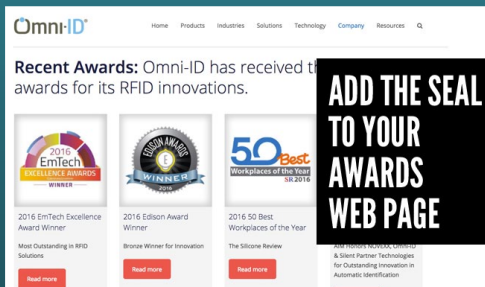 Omni-ID®
Home Products Industries Solutions Technology Company Resources
Recent Awards: Omni-ID has received th
awards for its RFID innovations.
ADD THE SEAL
TO YOUR
AWARDS
WEB PAGE
2016
EmTech
EXCELLENCE AWARDS
WINNER
EDISON AWARDS
WINNER
2016
50 Best
Workplaces of the Year
SR 2016
2016 EmTech Excellence
Award Winner
Most Outstanding in RFID
Solutions
Read more
2016 Edison Award
Winner
Bronze Winner for Innovation
Read more
2016 50 Best
Workplaces of the Year
The Silicone Review
Read more
AIM Honors NOVEXX, Omni-ID
& Silent Partner Technologies
for Outstanding Innovation in
Automatic Identification